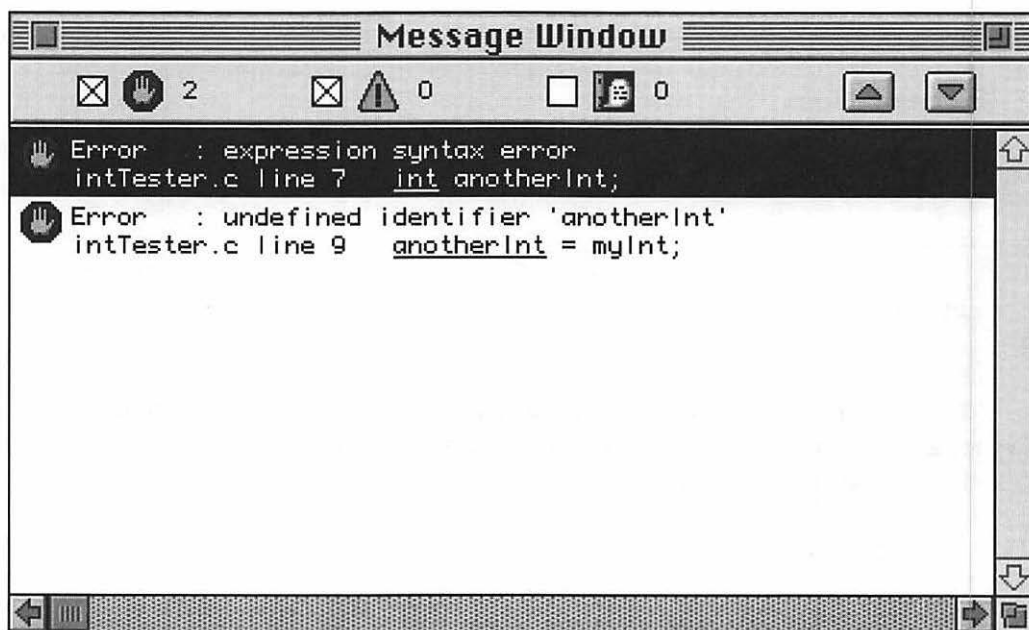 Message Window
2 0 0
Error : expression syntax error
intTester.c line 7 int anotherInt;
Error : undefined identifier 'anotherInt'
intTester.c line 9 anotherInt = myInt;